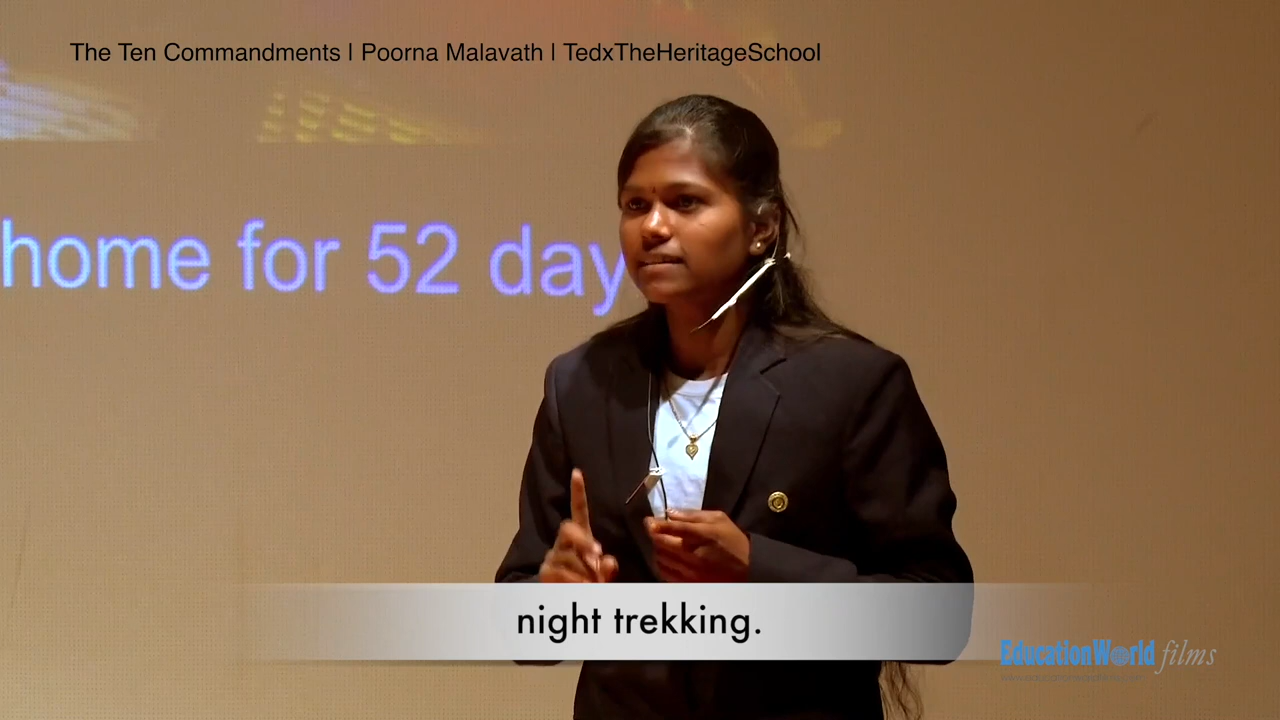 The Ten Commandments | Poorna Malavath | TedxTheHeritageSchool
home for 52 day
night trekking.
EducationWorld films